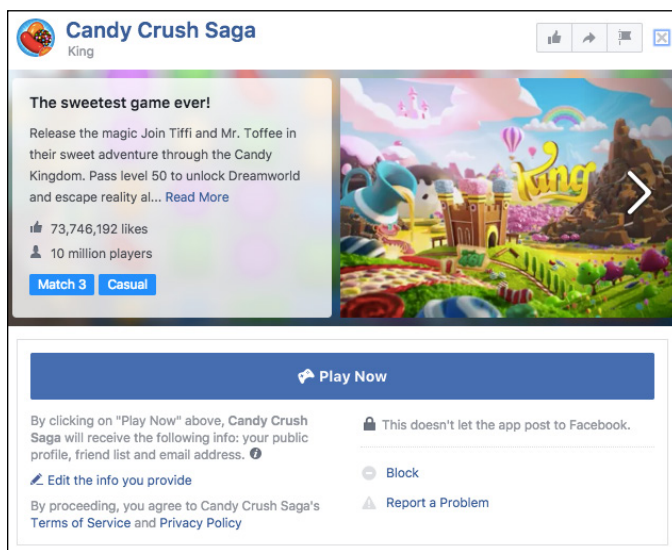 Candy Crush Saga
King
The sweetest game ever!
Release the magic Join Tiffi and Mr. Toffee in
their sweet adventure through the Candy
Kingdom. Pass level 50 to unlock Dreamworld
and escape reality al... Read More
73,746,192 likes
10 million players
Match 3 Casual
King
Play Now
By clicking on "Play Now" above, Candy Crush
Saga will receive the following info: your public
profile, friend list and email address.
Edit the info you provide
By proceeding, you agree to Candy Crush Saga's
Terms of Service and Privacy Policy
This doesn't let the app post to Facebook.
Block
Report a Problem